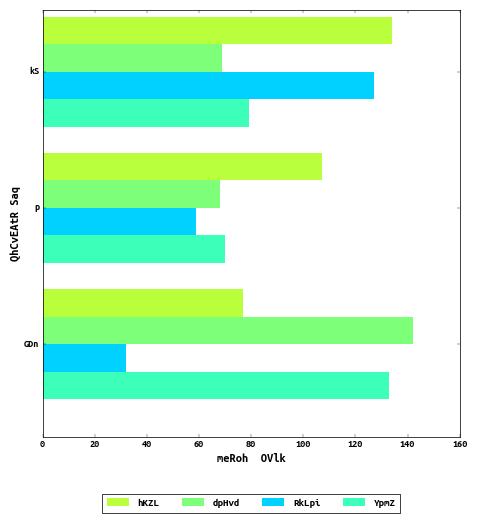 QhCvEAtR Saq
kS
p
GDn
0 20 40 60 80 100 120 140 160
meRoh OVlk
hKZL dpHvd RkLpi YpmZ